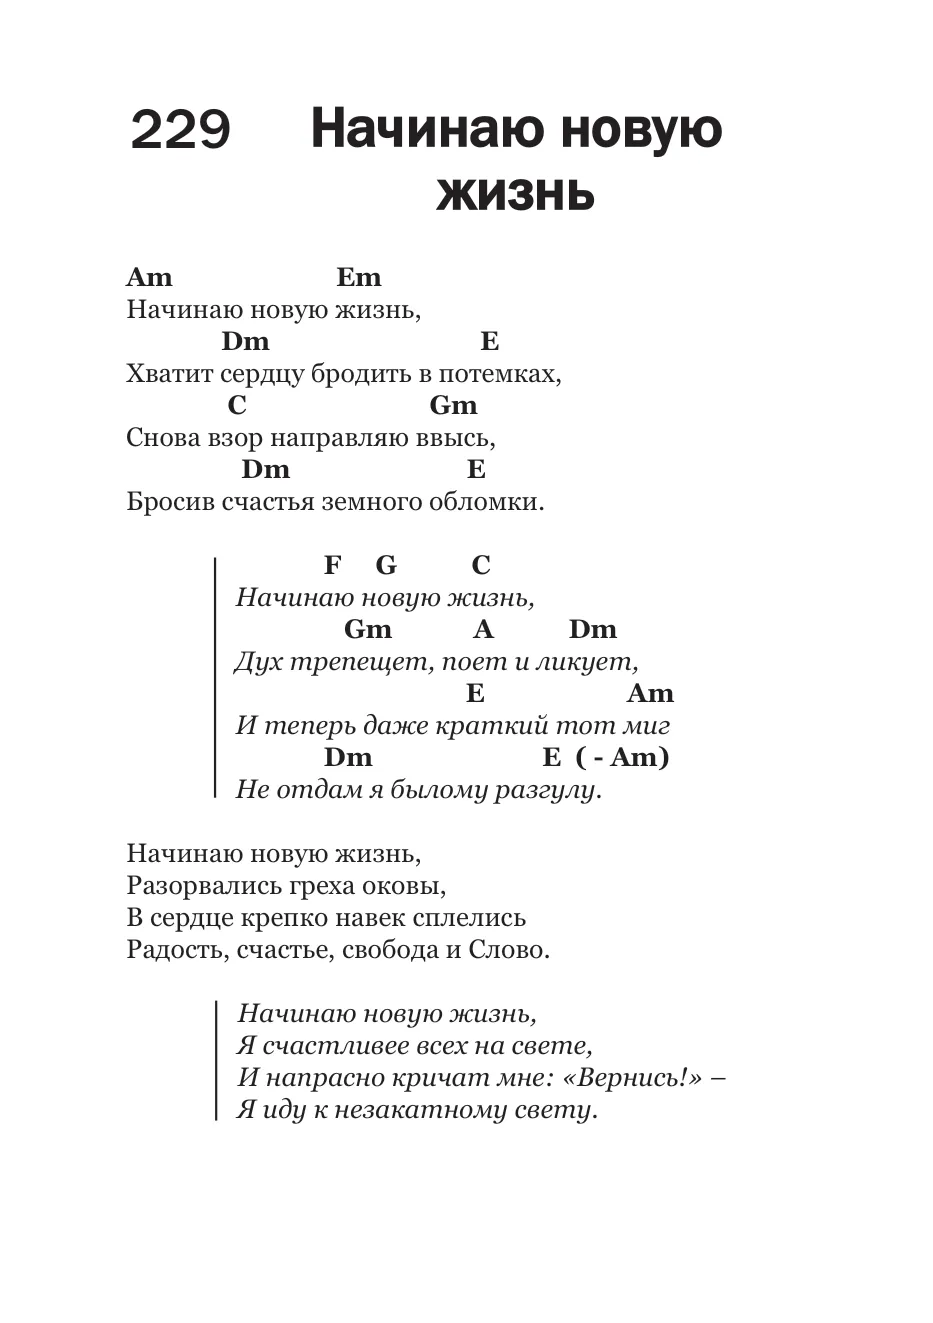 229 Начинаю новую
жизнь
Am Em
Начинаю новую жизнь,
Dm E
Хватит сердцу бродить в потемках,
C Gm
Снова взор направляю ввысь,
Dm E
Бросив счастья земного обломки.
F G C
Начинаю новую жизнь,
Gm A Dm
Дух трепещет, поет и ликует,
E Am
И теперь даже краткий тот миг
Dm E ( - Am)
Не отдам я былому разгулу.
Начинаю новую жизнь,
Разорвались греха оковы,
В сердце крепко навек сплелись
Радость, счастье, свобода и Слово.
Начинаю новую жизнь,
Я счастливее всех на свете,
И напрасно кричат мне: «Вернись!» –
Я иду к незакатному свету.